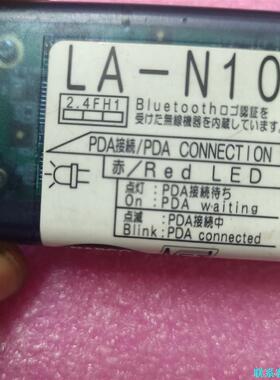 LA-N10
2.4FH1
Bluetoothロゴ認証を
受けた無線機器を内蔵しています.
PDA接続/PDA CONNECTION
赤/Red LED
点灯:PDA接続待ち
On : PDA waiting
点滅:PDA接続中
Blink:PDA connected